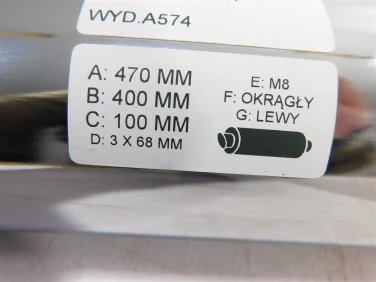 WYD.A574
A: 470 MM
B: 400 MM
C: 100 MM
D: 3 X 68 MM
E: M8
F: OKRĄGŁY
G: LEWY